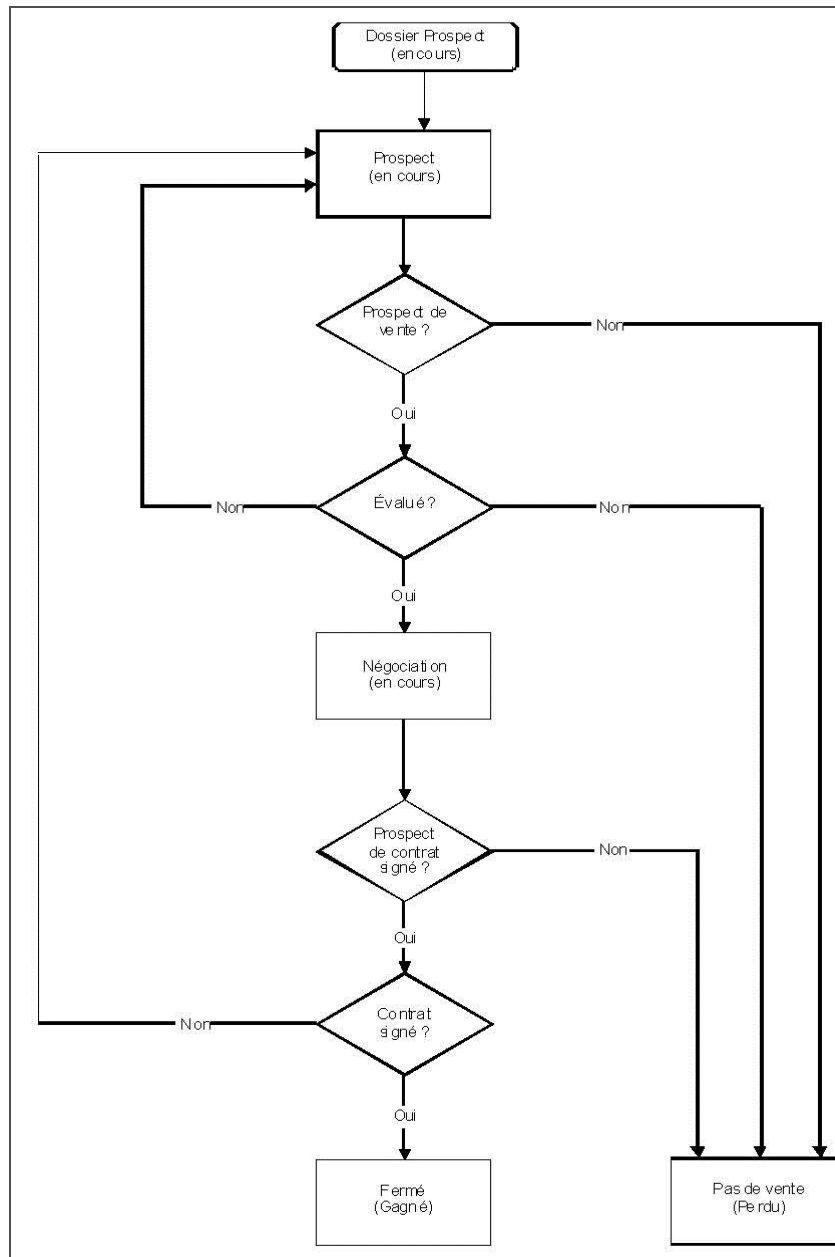 Dossier Prospect
(en cours)
Prospect
(en cours)
Prospect de
vente ?
Non
Oui
Évalué ?
Non
Non
Oui
Négociation
(en cours)
Prospect
de contrat
signé ?
Non
Oui
Contrat
signé ?
Non
Oui
Fermé
(Gagné)
Pas de vente
(Perdu)